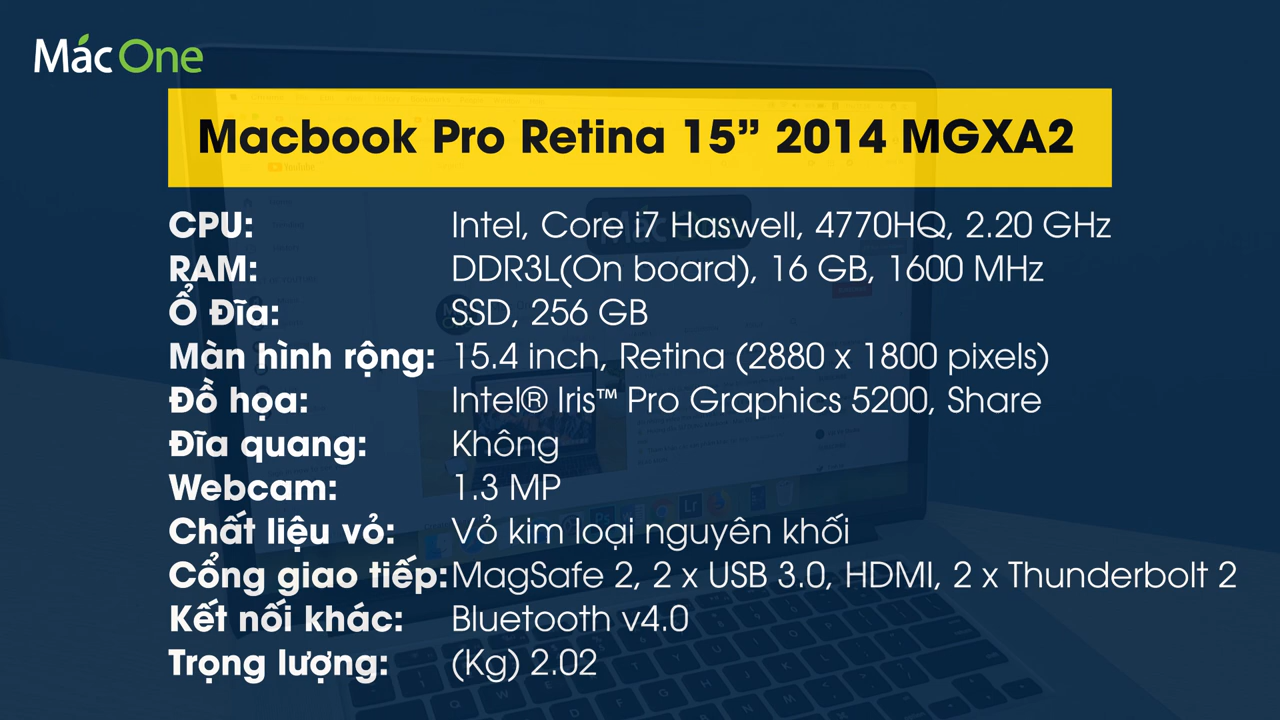 Mác One
Macbook Pro Retina 15” 2014 MGXA2
CPU: Intel, Core i7 Haswell, 4770HQ, 2.20 GHz
RAM: DDR3L(On board), 16 GB, 1600 MHz
Ổ Đĩa: SSD, 256 GB
Màn hình rộng: 15.4 inch, Retina (2880 x 1800 pixels)
Đồ họa: Intel® Iris™ Pro Graphics 5200, Share
Đĩa quang: Không
Webcam: 1.3 MP
Chất liệu vỏ: Vỏ kim loại nguyên khối
Cổng giao tiếp: MagSafe 2, 2 x USB 3.0, HDMI, 2 x Thunderbolt 2
Kết nối khác: Bluetooth v4.0
Trọng lượng: (Kg) 2.02